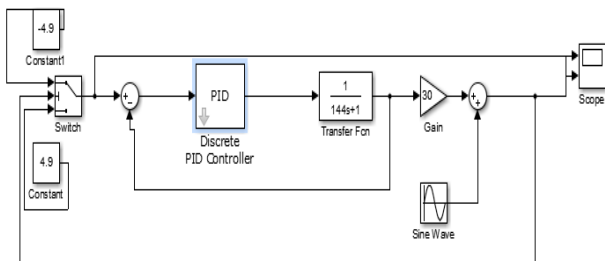 -4.9
Constant1
Switch
4.9
Constant
PID
Discrete
PID Controller
1
144s+1
Transfer Fcn
30
Gain
Sine Wave
Scope